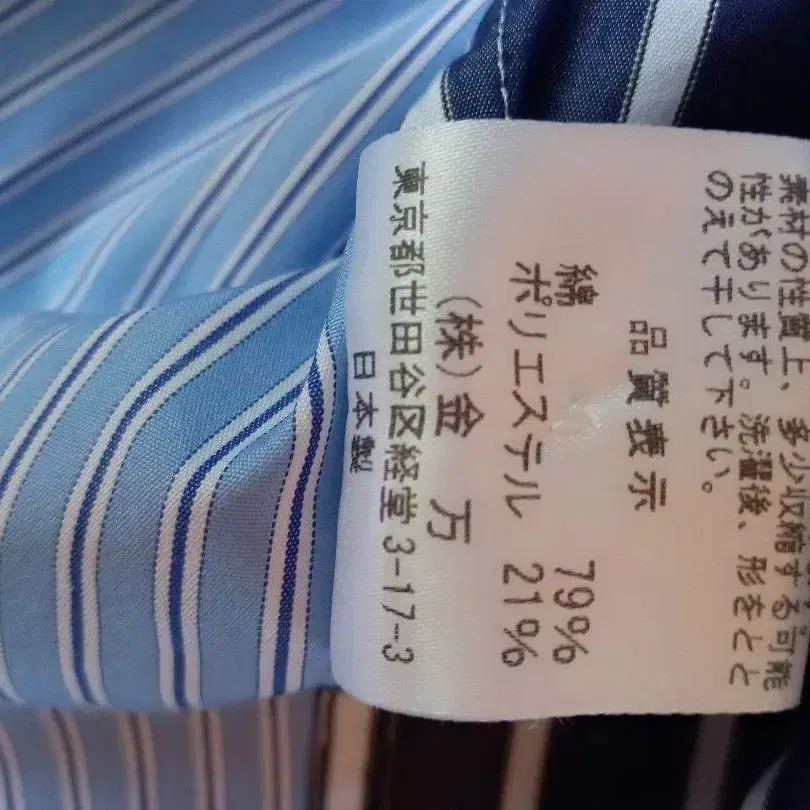 素材の性質上、多少収縮する可能
性があります。洗濯後、形をとと
のえて干して下さい。
品質表示
綿 79%
ポリエステル 21%
(株)金万
東京都世田谷区経堂3-17-3
日本製